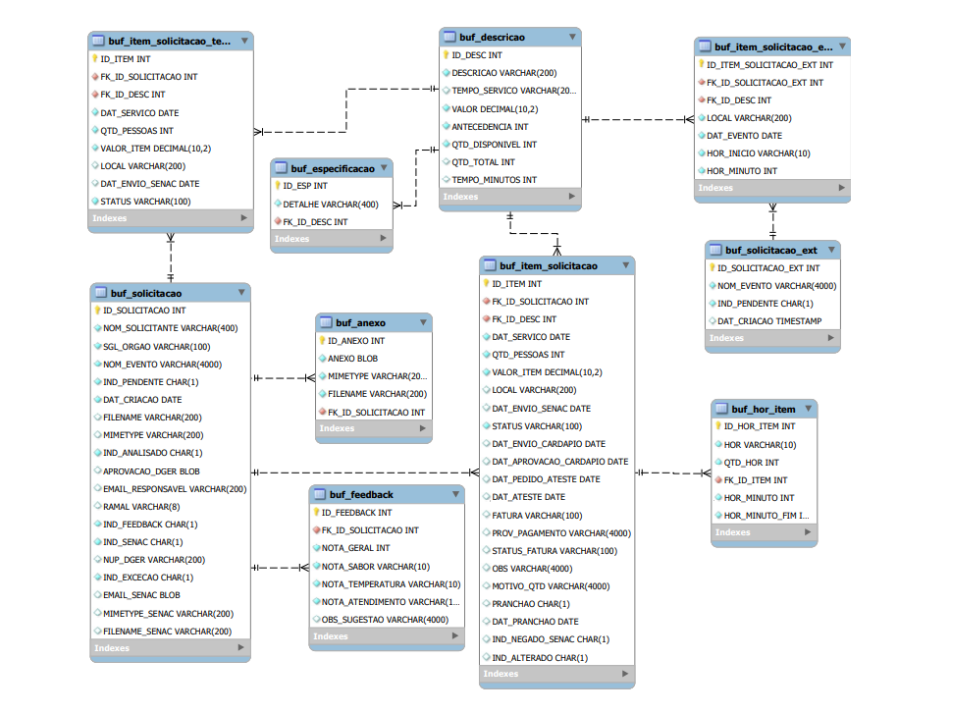 buf_item_solicitacao_te...
ID_ITEM INT
FK_ID_SOLICITACAO INT
FK_ID_DESC INT
DAT_SERVICO DATE
QTD_PESSOAS INT
VALOR_ITEM DECIMAL(10,2)
LOCAL VARCHAR(200)
DAT_ENVIO_SENAC DATE
STATUS VARCHAR(100)
Indexes
buf_descricao
ID_DESC INT
DESCRICAO VARCHAR(200)
TEMPO_SERVICO VARCHAR(20...
VALOR DECIMAL(10,2)
ANTECEDENCIA INT
QTD_DISPONIVEL INT
QTD_TOTAL INT
TEMPO_MINUTOS INT
Indexes
buf_item_solicitacao_e...
ID_ITEM_SOLICITACAO_EXT INT
FK_ID_SOLICITACAO_EXT INT
FK_ID_DESC INT
LOCAL VARCHAR(200)
DAT_EVENTO DATE
HOR_INICIO VARCHAR(10)
HOR_MINUTO INT
Indexes
buf_especificacao
ID_ESP INT
DETALHE VARCHAR(400)
FK_ID_DESC INT
Indexes
buf_solicitacao_ext
ID_SOLICITACAO_EXT INT
NOM_EVENTO VARCHAR(4000)
IND_PENDENTE CHAR(1)
DAT_CRIACAO TIMESTAMP
Indexes
buf_solicitacao
ID_SOLICITACAO INT
NOM_SOLICITANTE VARCHAR(400)
SGL_ORGAO VARCHAR(100)
NOM_EVENTO VARCHAR(4000)
IND_PENDENTE CHAR(1)
DAT_CRIACAO DATE
FILENAME VARCHAR(200)
MIMETYPE VARCHAR(200)
IND_ANALISADO CHAR(1)
APROVACAO_DGER BLOB
EMAIL_RESPONSAVEL VARCHAR(200)
RAMAL VARCHAR(8)
IND_FEEDBACK CHAR(1)
IND_SENAC CHAR(1)
NUP_DGER VARCHAR(200)
IND_EXCECAO CHAR(1)
EMAIL_SENAC BLOB
MIMETYPE_SENAC VARCHAR(200)
FILENAME_SENAC VARCHAR(200)
Indexes
buf_anexo
ID_ANEXO INT
ANEXO BLOB
MIMETYPE VARCHAR(20...
FILENAME VARCHAR(200)
FK_ID_SOLICITACAO INT
Indexes
buf_feedback
ID_FEEDBACK INT
FK_ID_SOLICITACAO INT
NOTA_GERAL INT
NOTA_SABOR VARCHAR(10)
NOTA_TEMPERATURA VARCHAR(10)
NOTA_ATENDIMENTO VARCHAR(1...
OBS_SUGESTAO VARCHAR(4000)
Indexes
buf_item_solicitacao
ID_ITEM INT
FK_ID_SOLICITACAO INT
FK_ID_DESC INT
DAT_SERVICO DATE
QTD_PESSOAS INT
VALOR_ITEM DECIMAL(10,2)
LOCAL VARCHAR(200)
DAT_ENVIO_SENAC DATE
STATUS VARCHAR(100)
DAT_ENVIO_CARDAPIO DATE
DAT_APROVACAO_CARDAPIO DATE
DAT_PEDIDO_ATESTE DATE
DAT_ATESTE DATE
FATURA VARCHAR(100)
PROV_PAGAMENTO VARCHAR(4000)
STATUS_FATURA VARCHAR(100)
OBS VARCHAR(4000)
MOTIVO_QTD VARCHAR(4000)
PRANCHAO CHAR(1)
DAT_PRANCHAO DATE
IND_NEGADO_SENAC CHAR(1)
IND_ALTERADO CHAR(1)
Indexes
buf_hor_item
ID_HOR_ITEM INT
HOR VARCHAR(10)
QTD_HOR INT
FK_ID_ITEM INT
HOR_MINUTO INT
HOR_MINUTO_FIM I...
Indexes